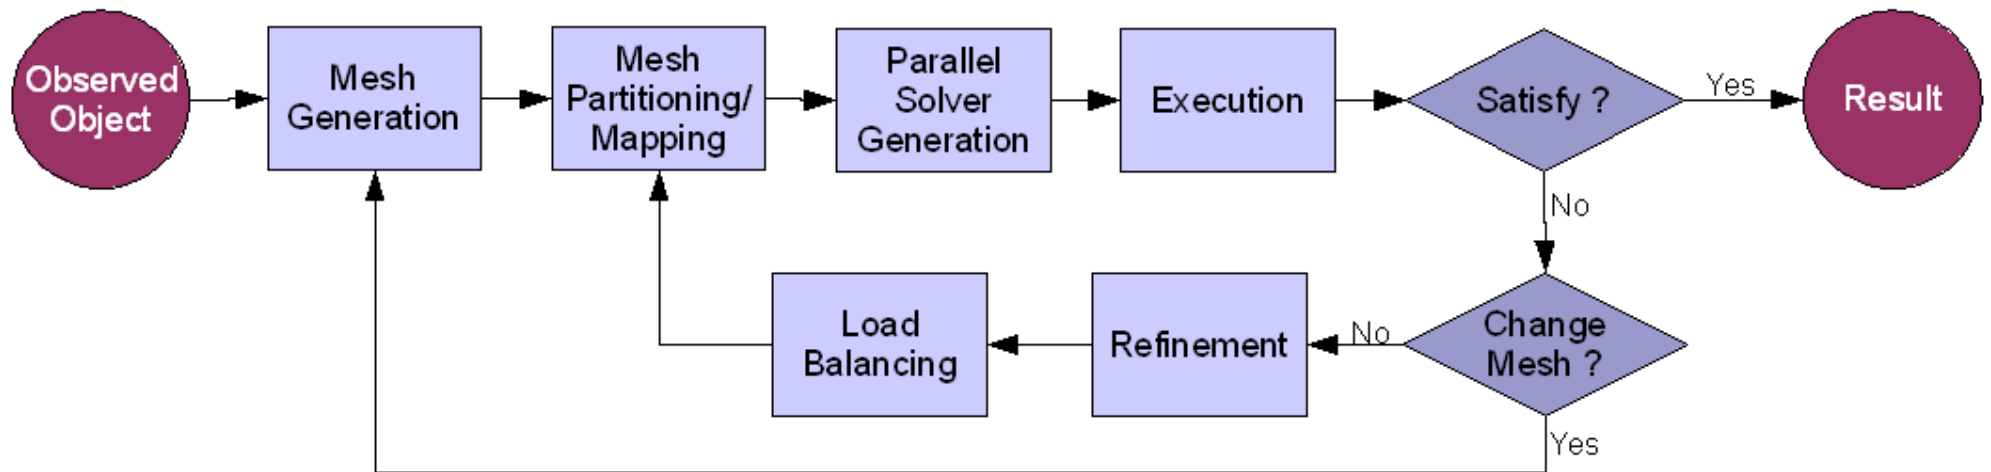 Observed
Object
Mesh
Generation
Mesh
Partitioning/
Mapping
Parallel
Solver
Generation
Execution
Satisfy ?
Yes
Result
No
Change
Mesh ?
No
Refinement
Load
Balancing
Yes